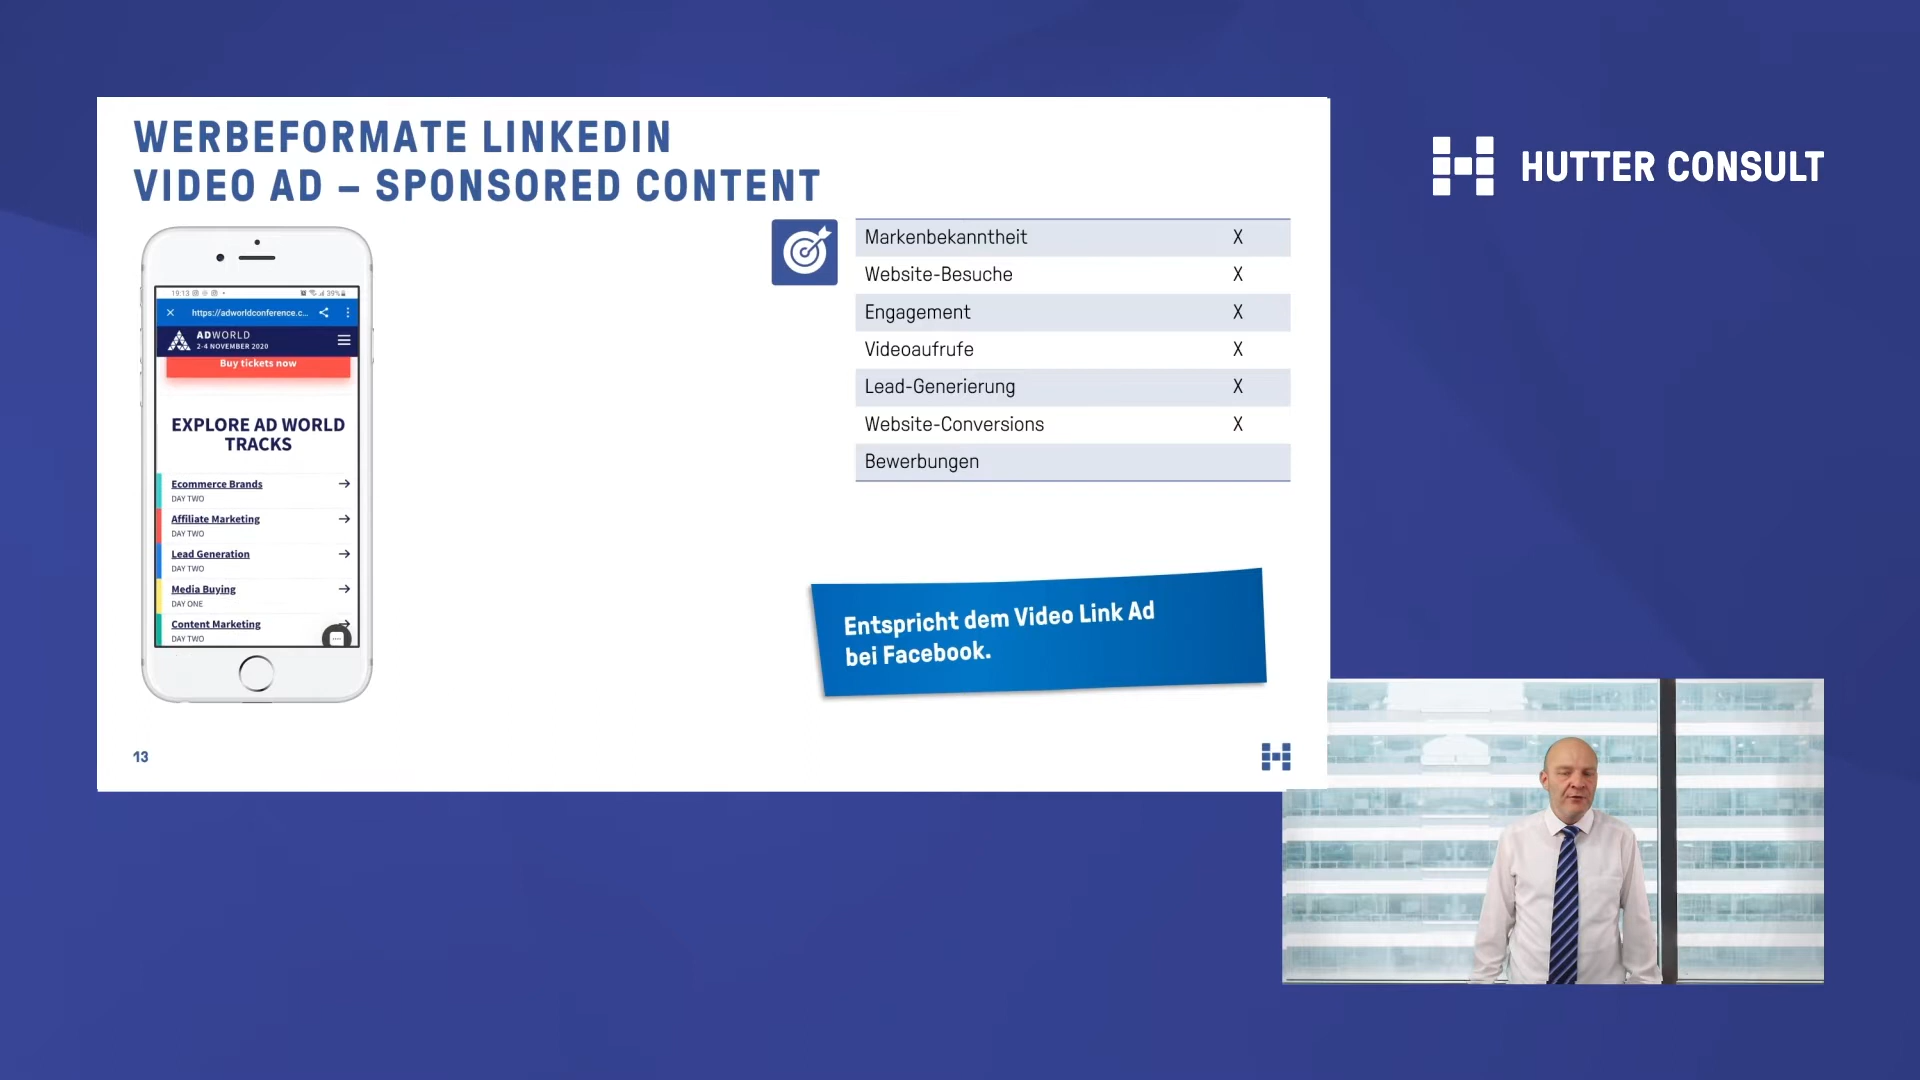 WERBEFORMATE LINKEDIN
VIDEO AD – SPONSORED CONTENT
HUTTER CONSULT
19:13
39%
https://adworldconference.c...
ADWORLD
2-4 NOVEMBER 2020
Buy tickets now
EXPLORE AD WORLD
TRACKS
Ecommerce Brands
DAY TWO
Affiliate Marketing
DAY TWO
Lead Generation
DAY TWO
Media Buying
DAY ONE
Content Marketing
DAY TWO
Markenbekanntheit X
Website-Besuche X
Engagement X
Videoaufrufe X
Lead-Generierung X
Website-Conversions X
Bewerbungen
Entspricht dem Video Link Ad
bei Facebook.
13